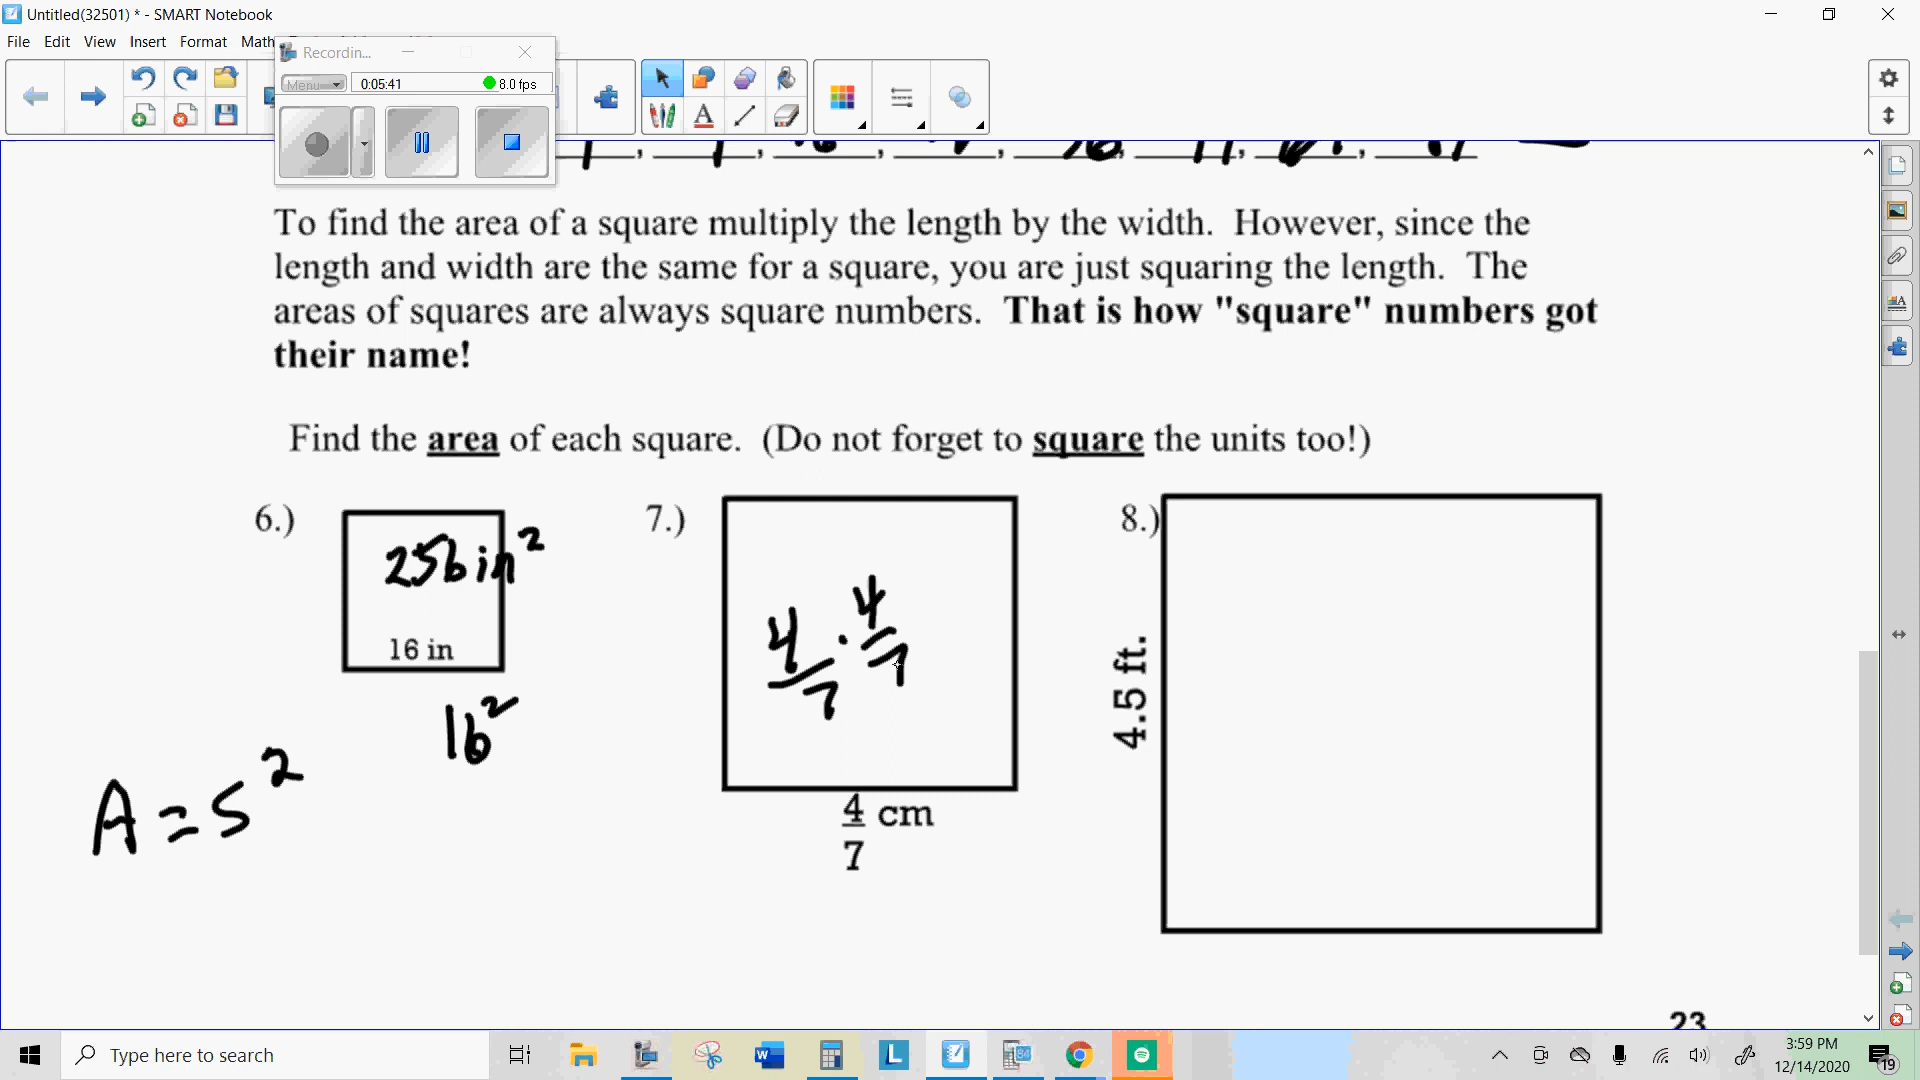 Untitled(32501) * - SMART Notebook
File Edit View Insert Format Math
Recordin...
Menu 0:05:41 8.0 fps
To find the area of a square multiply the length by the width. However, since the
length and width are the same for a square, you are just squaring the length. The
areas of squares are always square numbers. That is how "square" numbers got
their name!
Find the area of each square. (Do not forget to square the units too!)
6.)
256 in²
16 in
16²
A = s²
7.)
4/7 · 4/7
4/7 cm
8.)
4.5 ft.
23
Type here to search
3:59 PM
12/14/2020
19